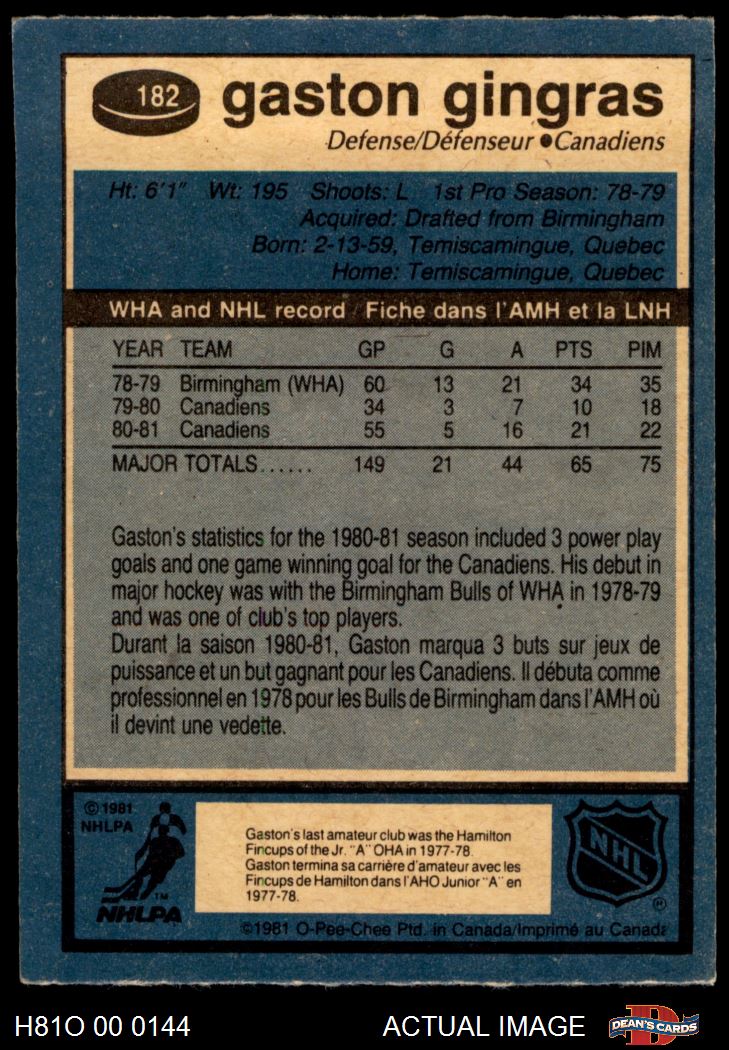 182
gaston gingras
Defense/Défenseur ● Canadiens
Ht: 6'1" Wt: 195 Shoots: L 1st Pro Season: 78-79
Acquired: Drafted from Birmingham
Born: 2-13-59, Temiscamingue, Quebec
Home: Temiscamingue, Quebec
WHA and NHL record / Fiche dans l'AMH et la LNH
YEAR TEAM GP G A PTS PIM
78-79 Birmingham (WHA) 60 13 21 34 35
79-80 Canadiens 34 3 7 10 18
80-81 Canadiens 55 5 16 21 22
MAJOR TOTALS...... 149 21 44 65 75
Gaston's statistics for the 1980-81 season included 3 power play
goals and one game winning goal for the Canadiens. His debut in
major hockey was with the Birmingham Bulls of WHA in 1978-79
and was one of club's top players.
Durant la saison 1980-81, Gaston marqua 3 buts sur jeux de
puissance et un but gagnant pour les Canadiens. Il débuta comme
professionnel en 1978 pour les Bulls de Birmingham dans l'AMH où
il devint une vedette.
© 1981
NHLPA
Gaston's last amateur club was the Hamilton
Fincups of the Jr. "A" OHA in 1977-78.
Gaston termina sa carrière d'amateur avec les
Fincups de Hamilton dans l'AHO Junior "A" en
1977-78.
NHL
®
TM
NHLPA
©1981 O-Pee-Chee Ptd. in Canada/Imprimé au Canada
H81O 00 0144
ACTUAL IMAGE
D
DEAN'S CARDS